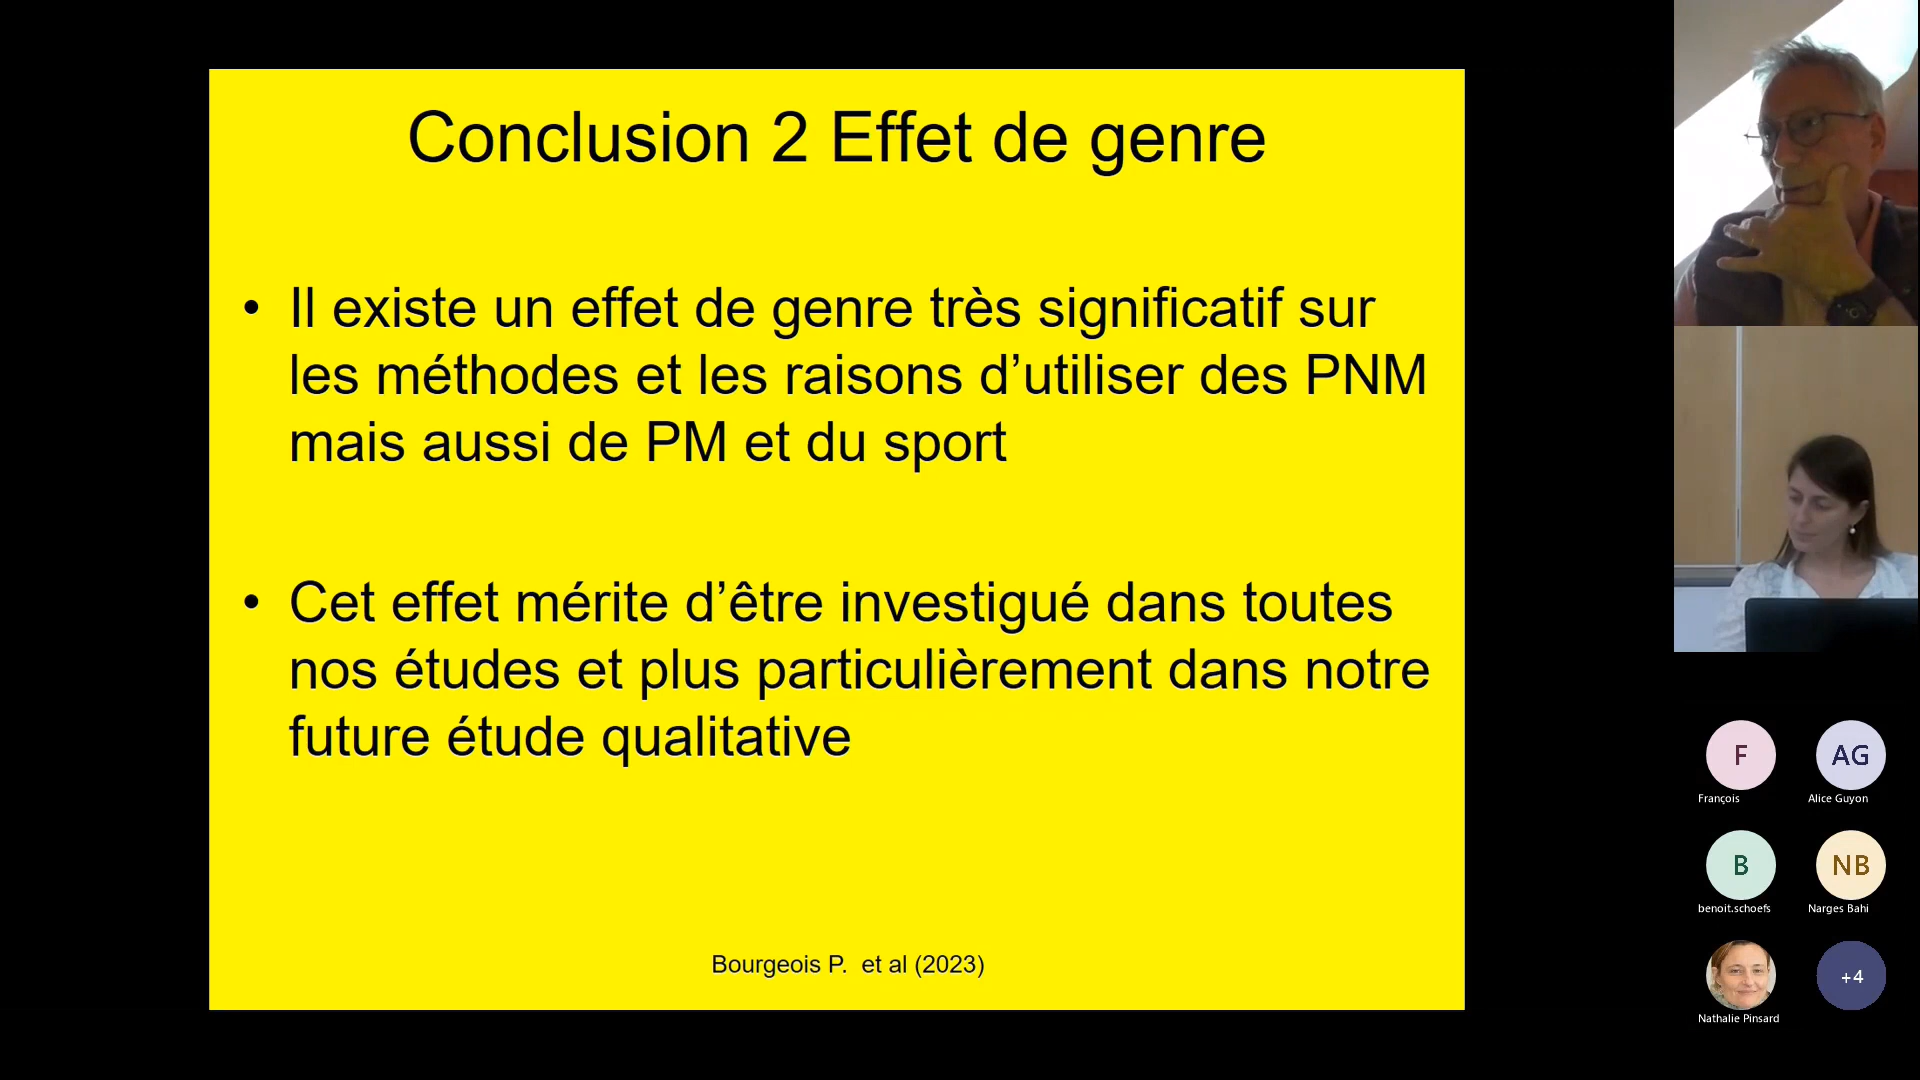 Conclusion 2 Effet de genre
• Il existe un effet de genre très significatif sur
les méthodes et les raisons d’utiliser des PNM
mais aussi de PM et du sport
• Cet effet mérite d’être investigué dans toutes
nos études et plus particulièrement dans notre
future étude qualitative
Bourgeois P. et al (2023)
F
François
AG
Alice Guyon
B
benoit.schoefs
NB
Narges Bahi
Nathalie Pinsard
+4